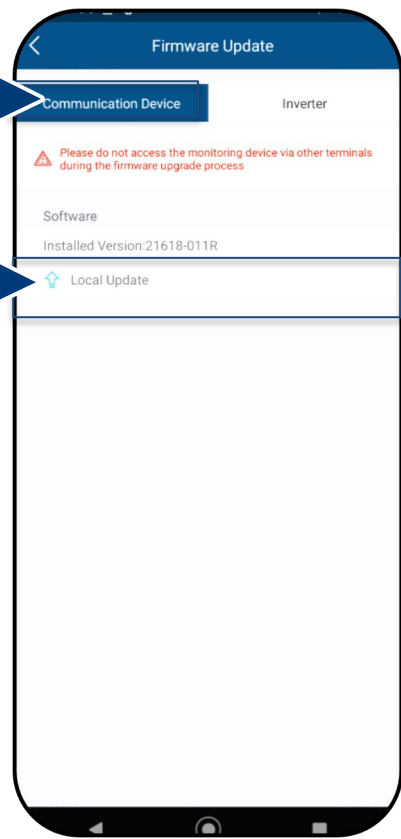 Firmware Update
Communication Device
Inverter
Please do not access the monitoring device via other terminals
during the firmware upgrade process
Software
Installed Version:21618-011R
Local Update